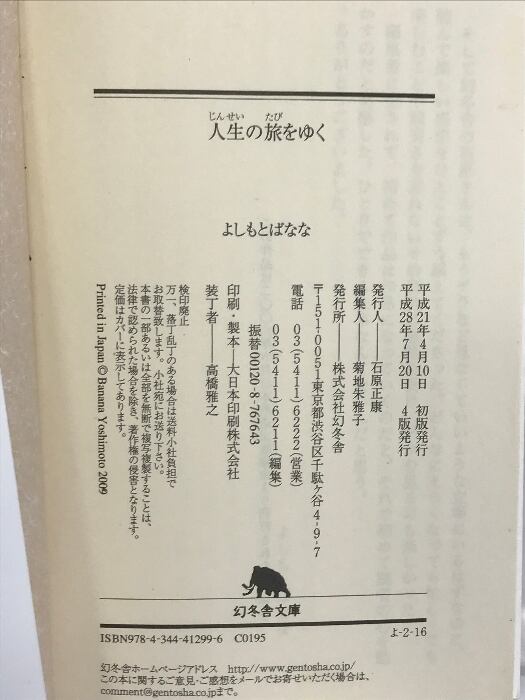 じんせい たび
人生の旅をゆく
よしもとばなな
平成21年4月10日 初版発行
平成28年7月20日 4版発行
発行人――石原正康
編集人――菊地朱雅子
発行所――株式会社幻冬舎
〒151-0051東京都渋谷区千駄ヶ谷4-9-7
電話 03(5411)6222(営業)
03(5411)6211(編集)
振替00120-8-767643
印刷・製本――大日本印刷株式会社
装丁者――高橋雅之
検印廃止
万一、落丁乱丁のある場合は送料小社負担で
お取替致します。小社宛にお送り下さい。
本書の一部あるいは全部を無断で複写複製することは、
法律で認められた場合を除き、著作権の侵害となります。
定価はカバーに表示してあります。
Printed in Japan © Banana Yoshimoto 2009
幻冬舎文庫
ISBN978-4-344-41299-6 C0195
よ-2-16
幻冬舎ホームページアドレス http://www.gentosha.co.jp/
この本に関するご意見・ご感想をメールでお寄せいただく場合は、
comment@gentosha.co.jpまで。